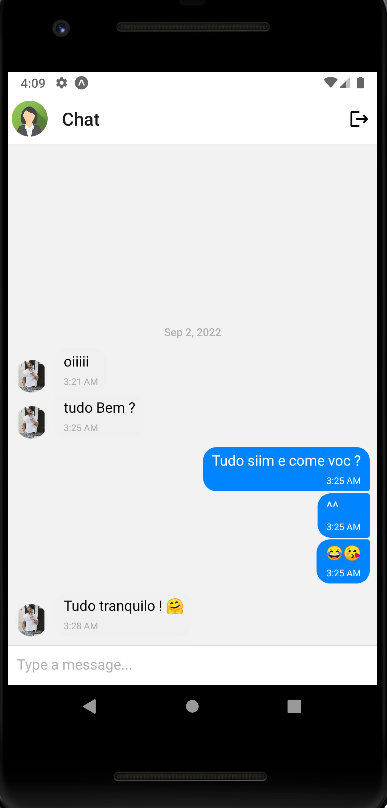 4:09
Chat
Sep 2, 2022
oiiiii
3:21 AM
tudo Bem ?
3:25 AM
Tudo siim e come voc ?
3:25 AM
^^
3:25 AM
😂😘
3:25 AM
Tudo tranquilo ! 🤗
3:28 AM
Type a message...